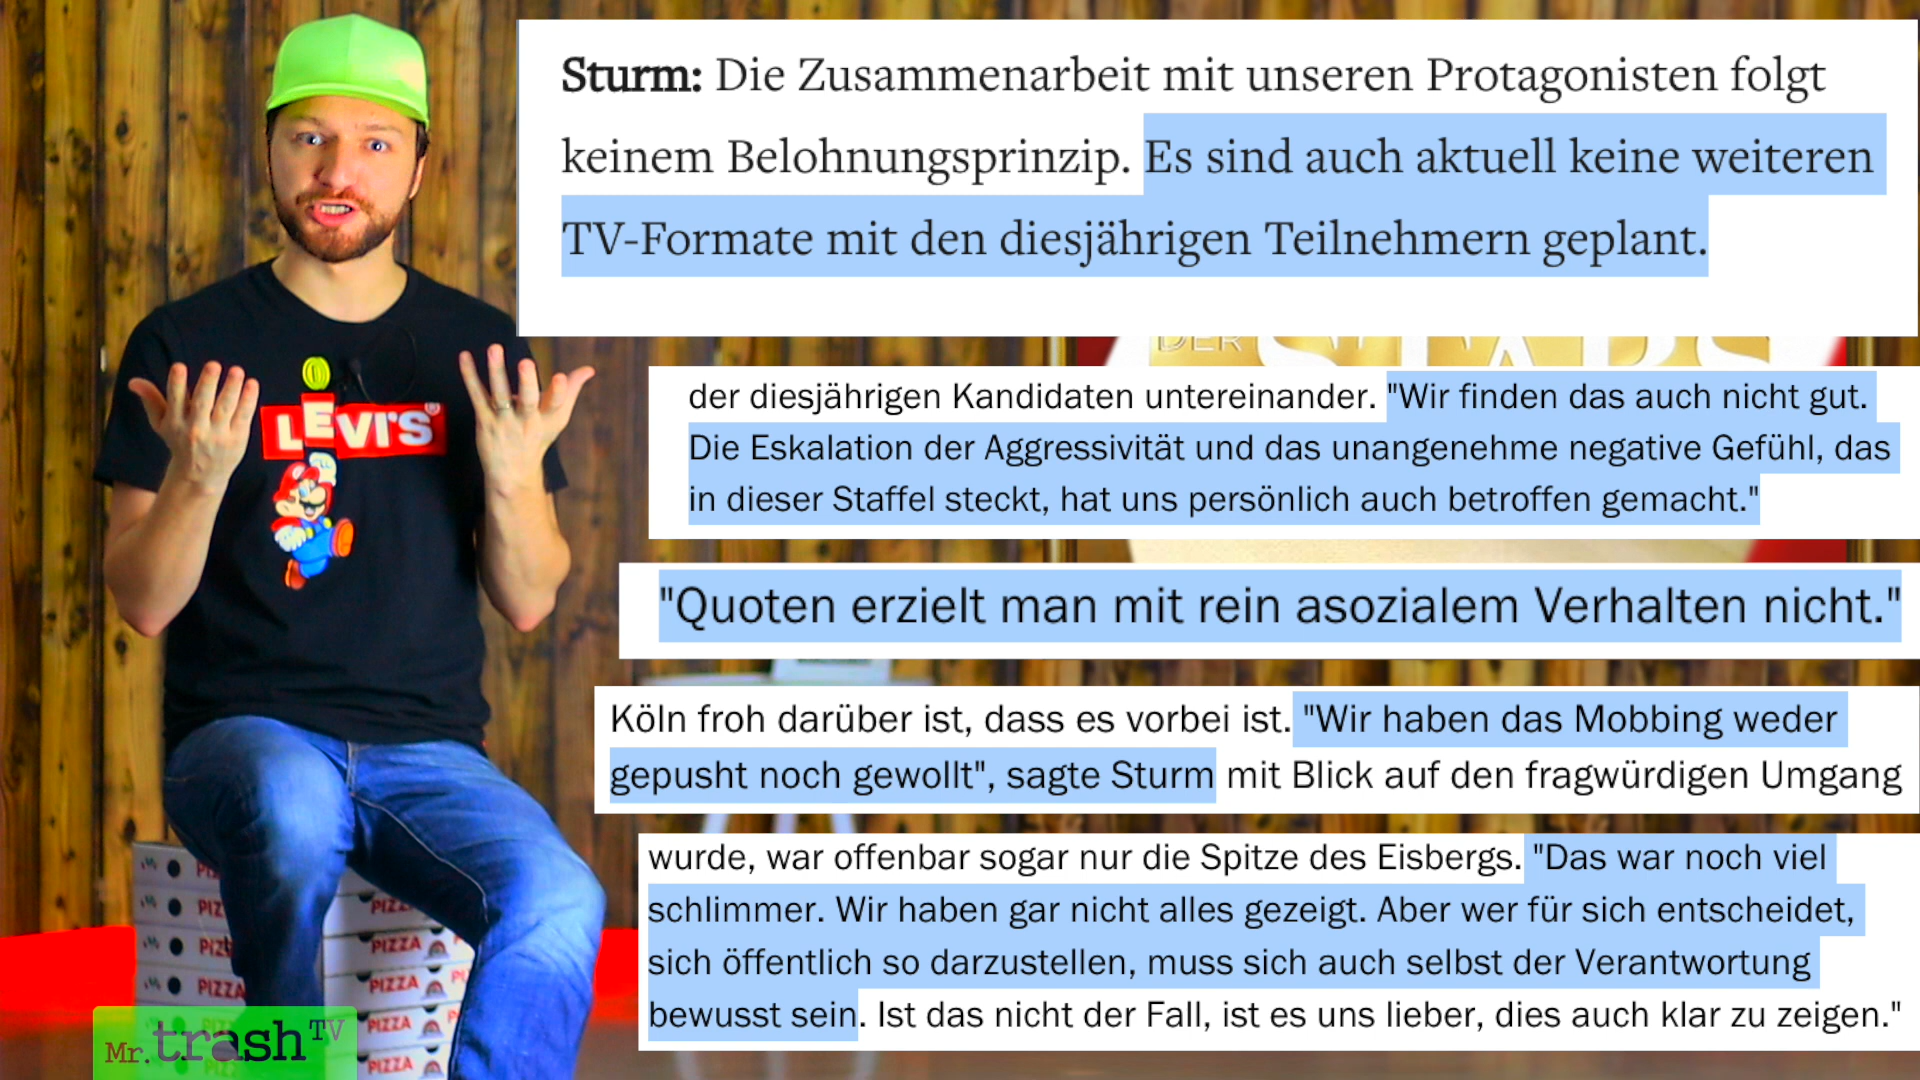 Sturm: Die Zusammenarbeit mit unseren Protagonisten folgt
keinem Belohnungsprinzip. Es sind auch aktuell keine weiteren
TV-Formate mit den diesjährigen Teilnehmern geplant.
DER
STARS
der diesjährigen Kandidaten untereinander. "Wir finden das auch nicht gut.
Die Eskalation der Aggressivität und das unangenehme negative Gefühl, das
in dieser Staffel steckt, hat uns persönlich auch betroffen gemacht."
"Quoten erzielt man mit rein asozialem Verhalten nicht."
Köln froh darüber ist, dass es vorbei ist. "Wir haben das Mobbing weder
gepusht noch gewollt", sagte Sturm mit Blick auf den fragwürdigen Umgang
wurde, war offenbar sogar nur die Spitze des Eisbergs. "Das war noch viel
schlimmer. Wir haben gar nicht alles gezeigt. Aber wer für sich entscheidet,
sich öffentlich so darzustellen, muss sich auch selbst der Verantwortung
bewusst sein. Ist das nicht der Fall, ist es uns lieber, dies auch klar zu zeigen."
LEVI'S®
PIZZA
PIZZA
PIZZA
PIZZA
PIZZA
Mr. trash TV